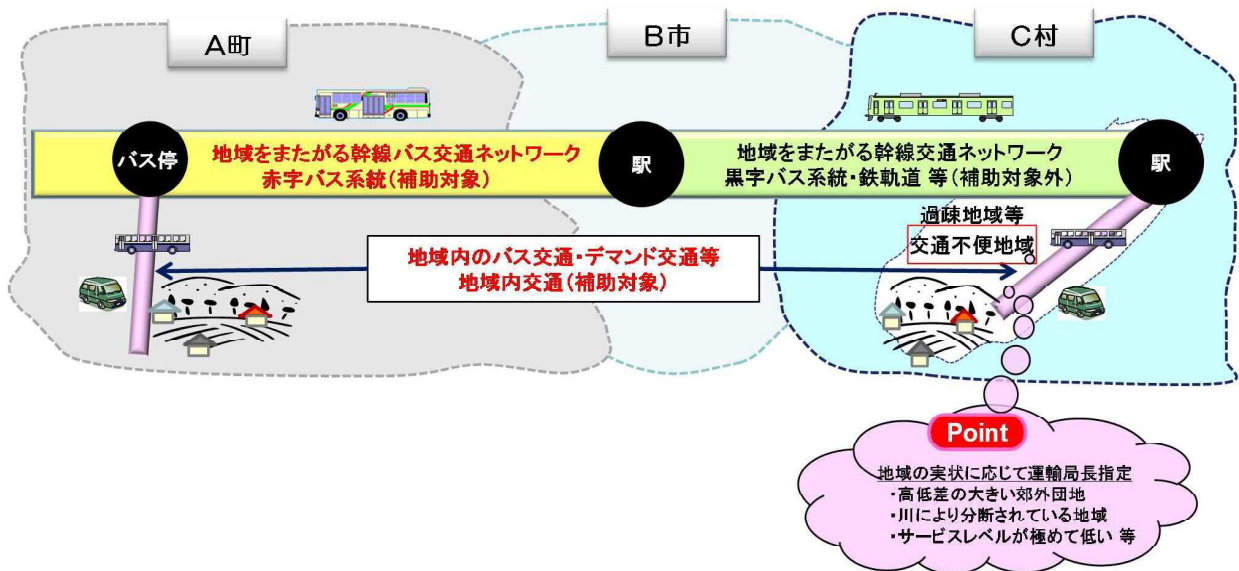 A町
B市
C村
バス停
地域をまたがる幹線バス交通ネットワーク
赤字バス系統(補助対象)
駅
地域をまたがる幹線交通ネットワーク
黒字バス系統・鉄軌道 等(補助対象外)
駅
過疎地域等
交通不便地域
地域内のバス交通・デマンド交通等
地域内交通(補助対象)
Point
地域の実状に応じて運輸局長指定
・高低差の大きい郊外団地
・川により分断されている地域
・サービスレベルが極めて低い 等